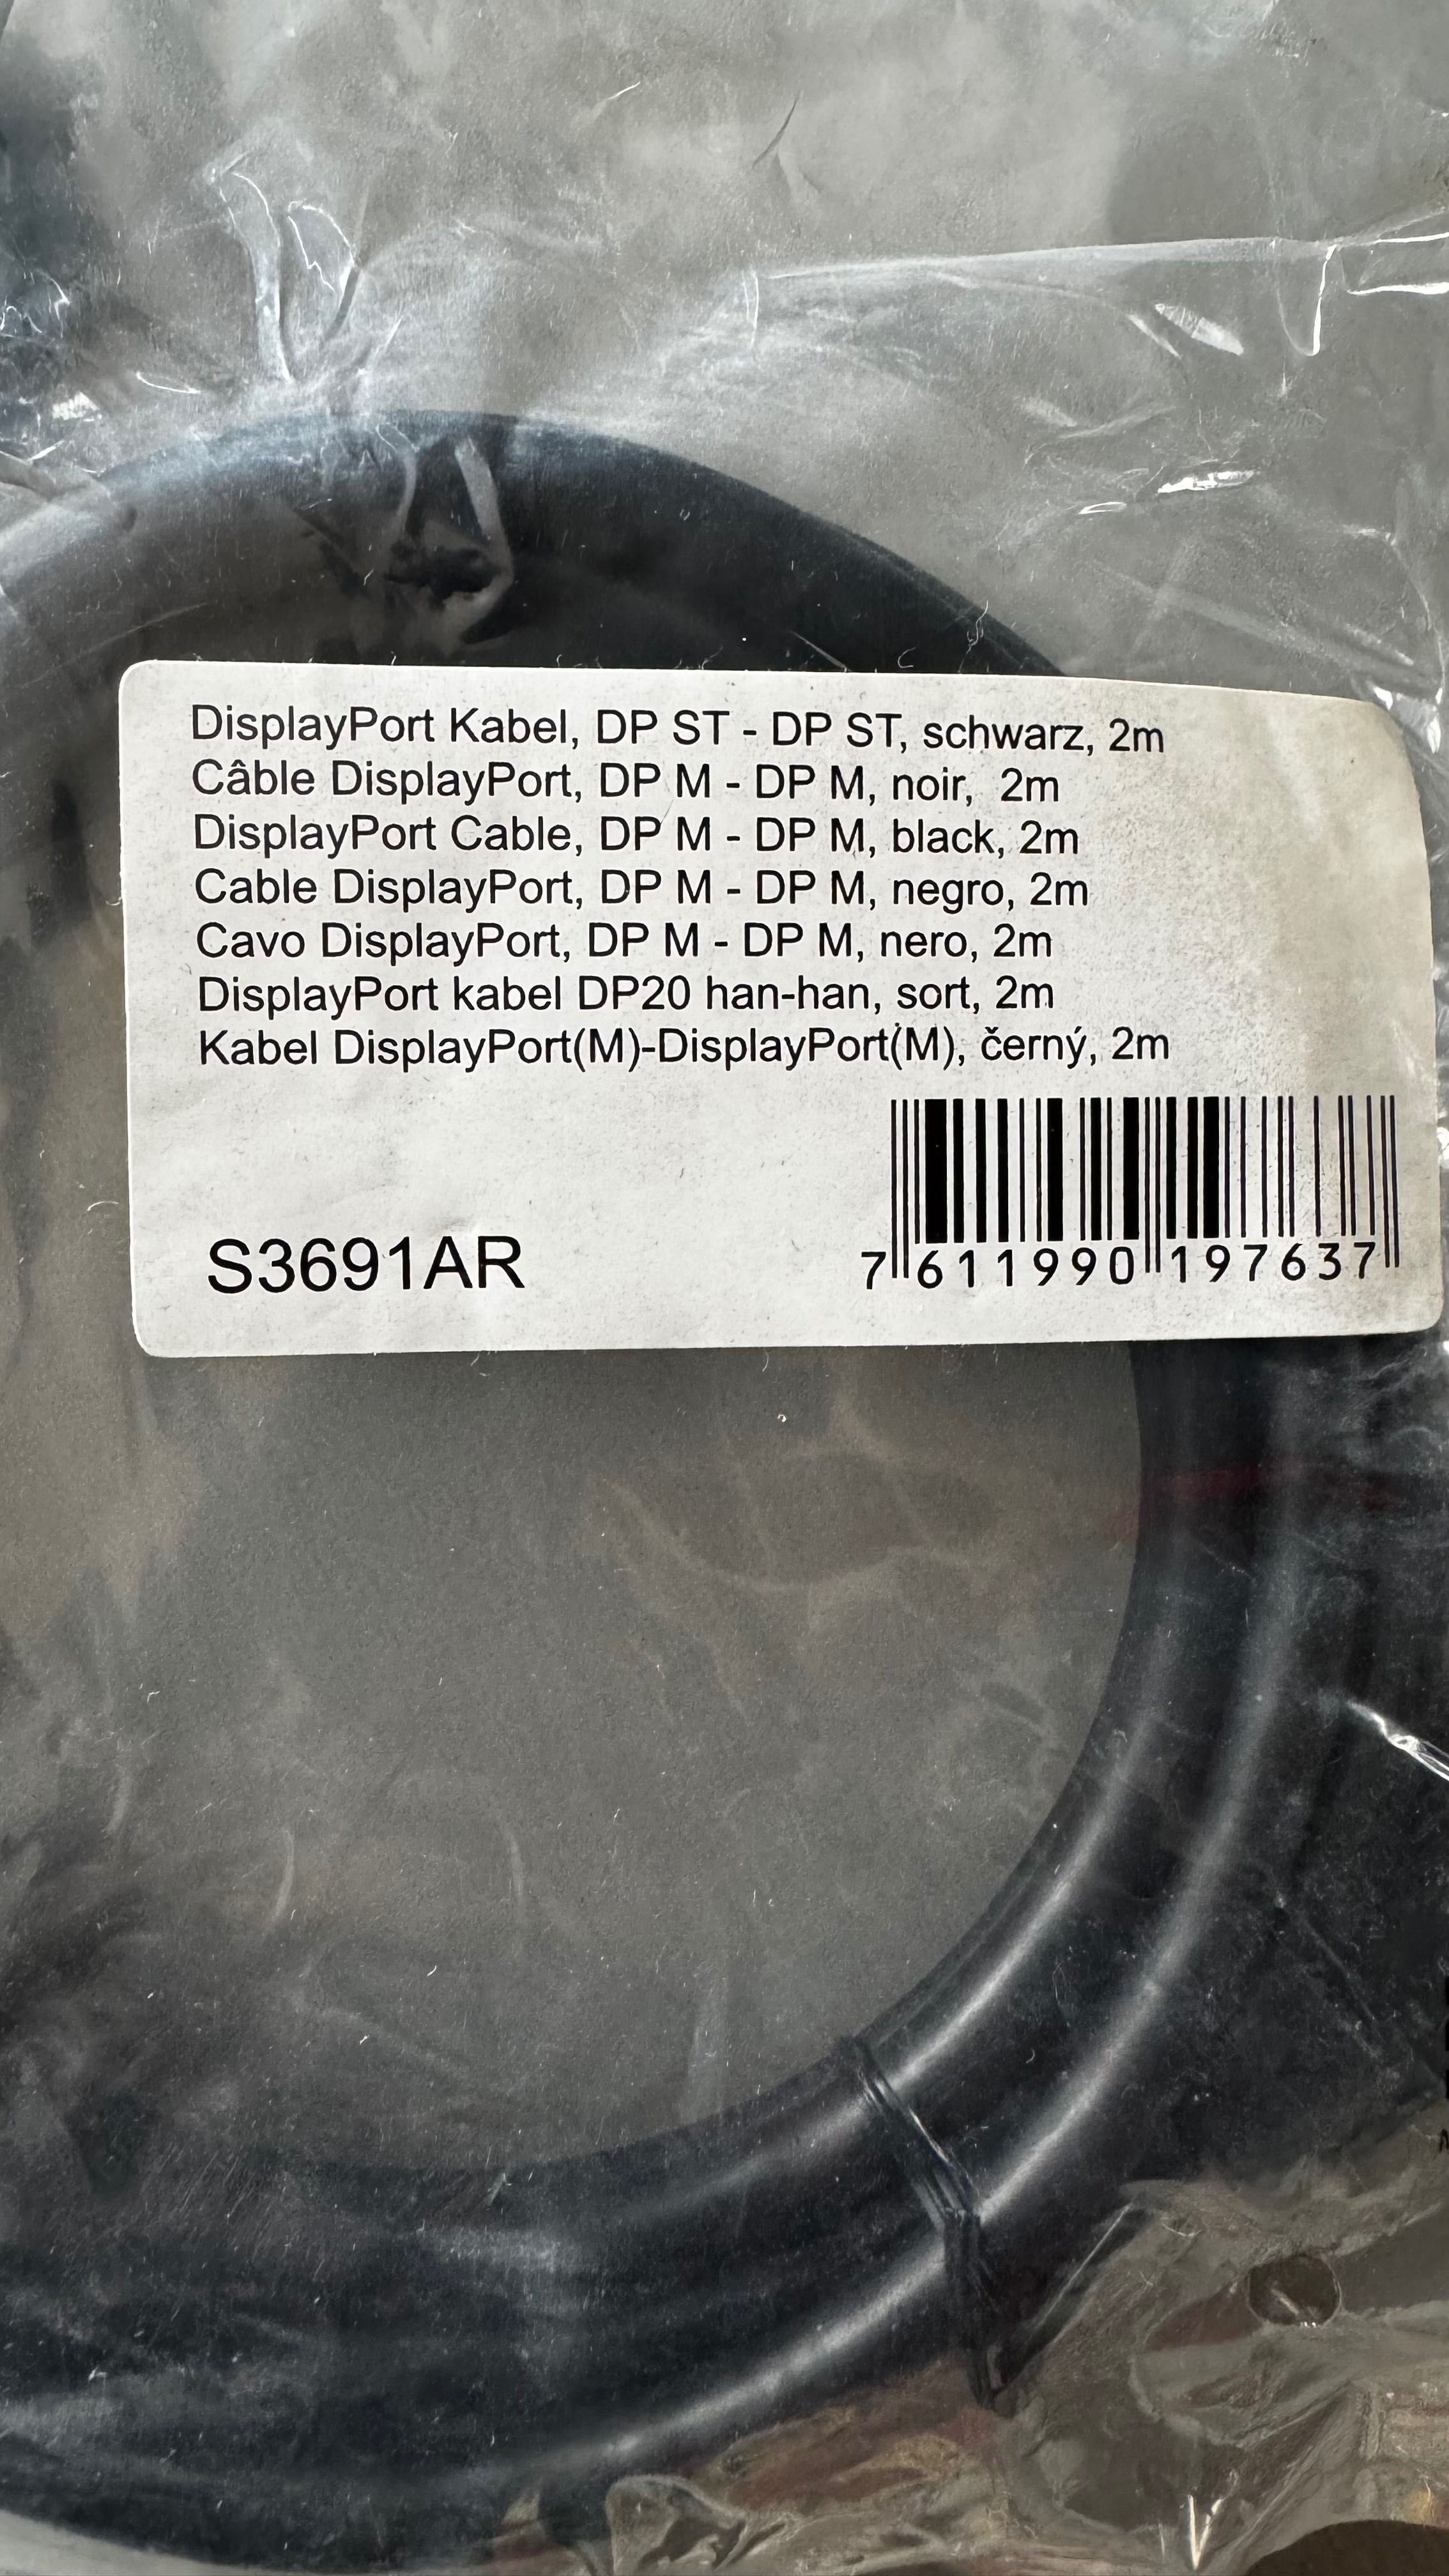 DisplayPort Kabel, DP ST - DP ST, schwarz, 2m
Câble DisplayPort, DP M - DP M, noir, 2m
DisplayPort Cable, DP M - DP M, black, 2m
Cable DisplayPort, DP M - DP M, negro, 2m
Cavo DisplayPort, DP M - DP M, nero, 2m
DisplayPort kabel DP20 han-han, sort, 2m
Kabel DisplayPort(M)-DisplayPort(M), černý, 2m
S3691AR
7 611990 197637